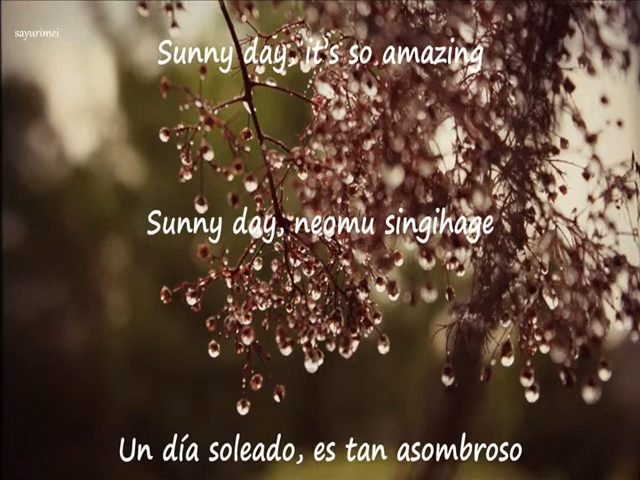 sayurimei
Sunny day, it's so amazing
Sunny day, neomu singihage
Un día soleado, es tan asombroso